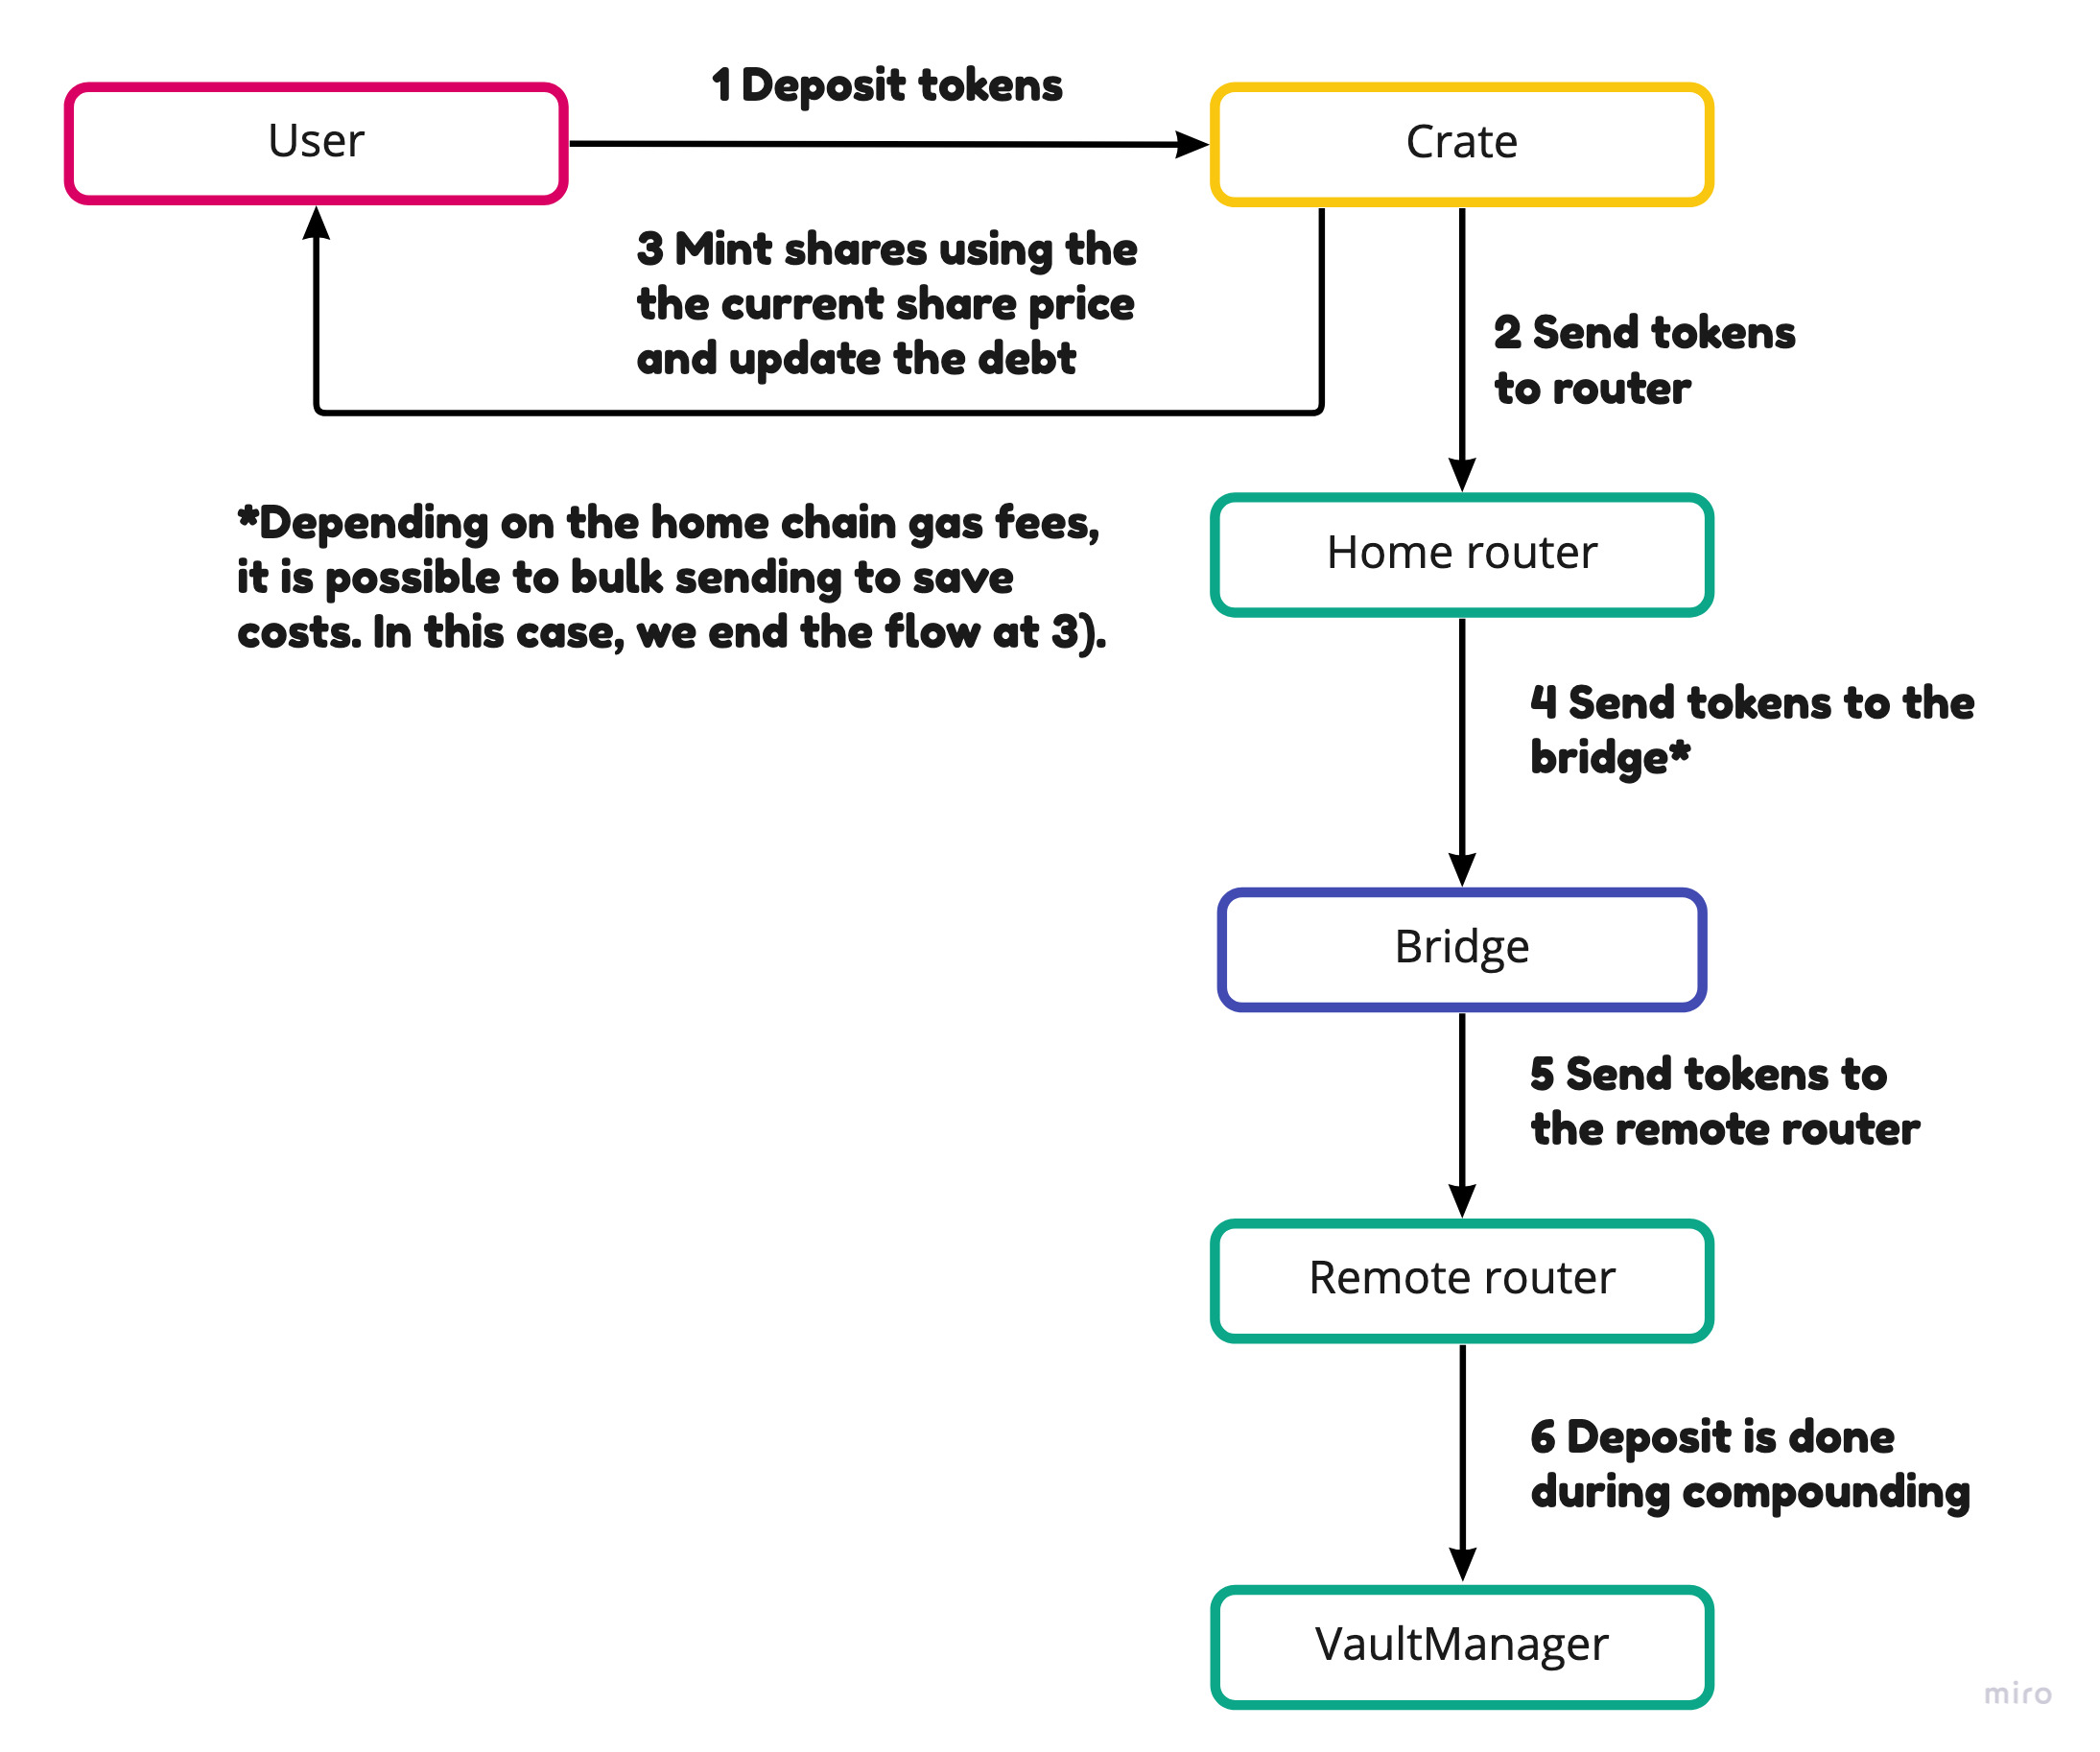 1 Deposit tokens
User
Crate
3 Mint shares using the
the current share price
and update the debt
2 Send tokens
to router
*Depending on the home chain gas fees,
it is possible to bulk sending to save
costs. In this case, we end the flow at 3).
Home router
4 Send tokens to the
bridge*
Bridge
5 Send tokens to
the remote router
Remote router
6 Deposit is done
during compounding
VaultManager
miro